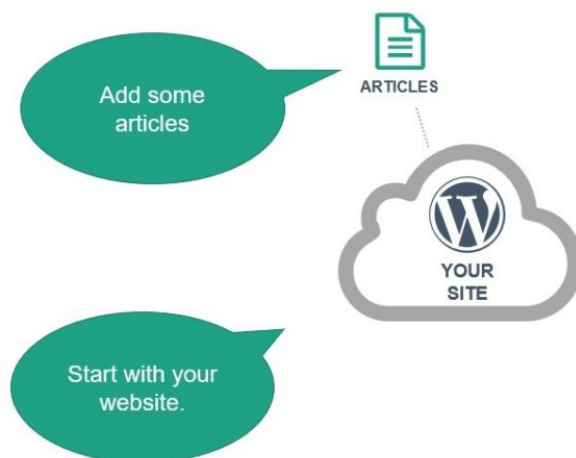 Add some
articles
ARTICLES
YOUR
SITE
Start with your
website.